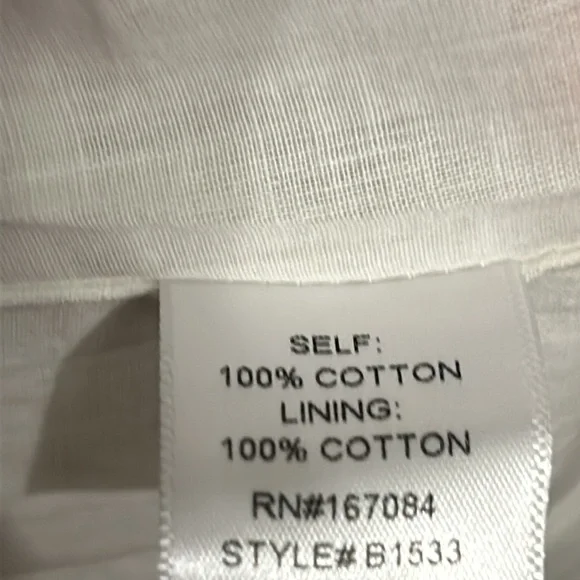 SELF:
100% COTTON
LINING:
100% COTTON
RN#167084
STYLE# B1533